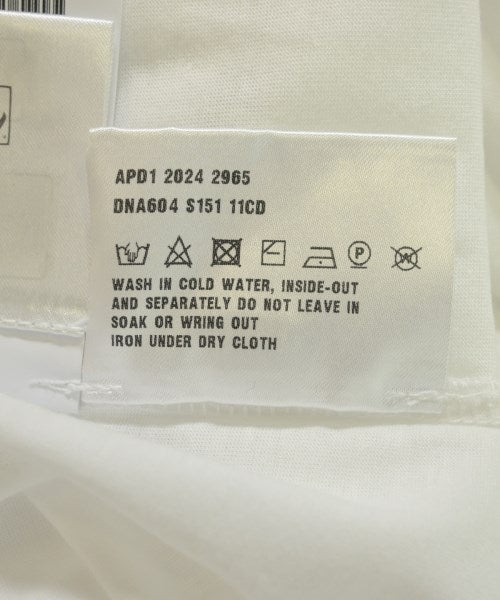 APD1 2024 2965
DNA604 S151 11CD
P W
WASH IN COLD WATER, INSIDE-OUT
AND SEPARATELY DO NOT LEAVE IN
SOAK OR WRING OUT
IRON UNDER DRY CLOTH